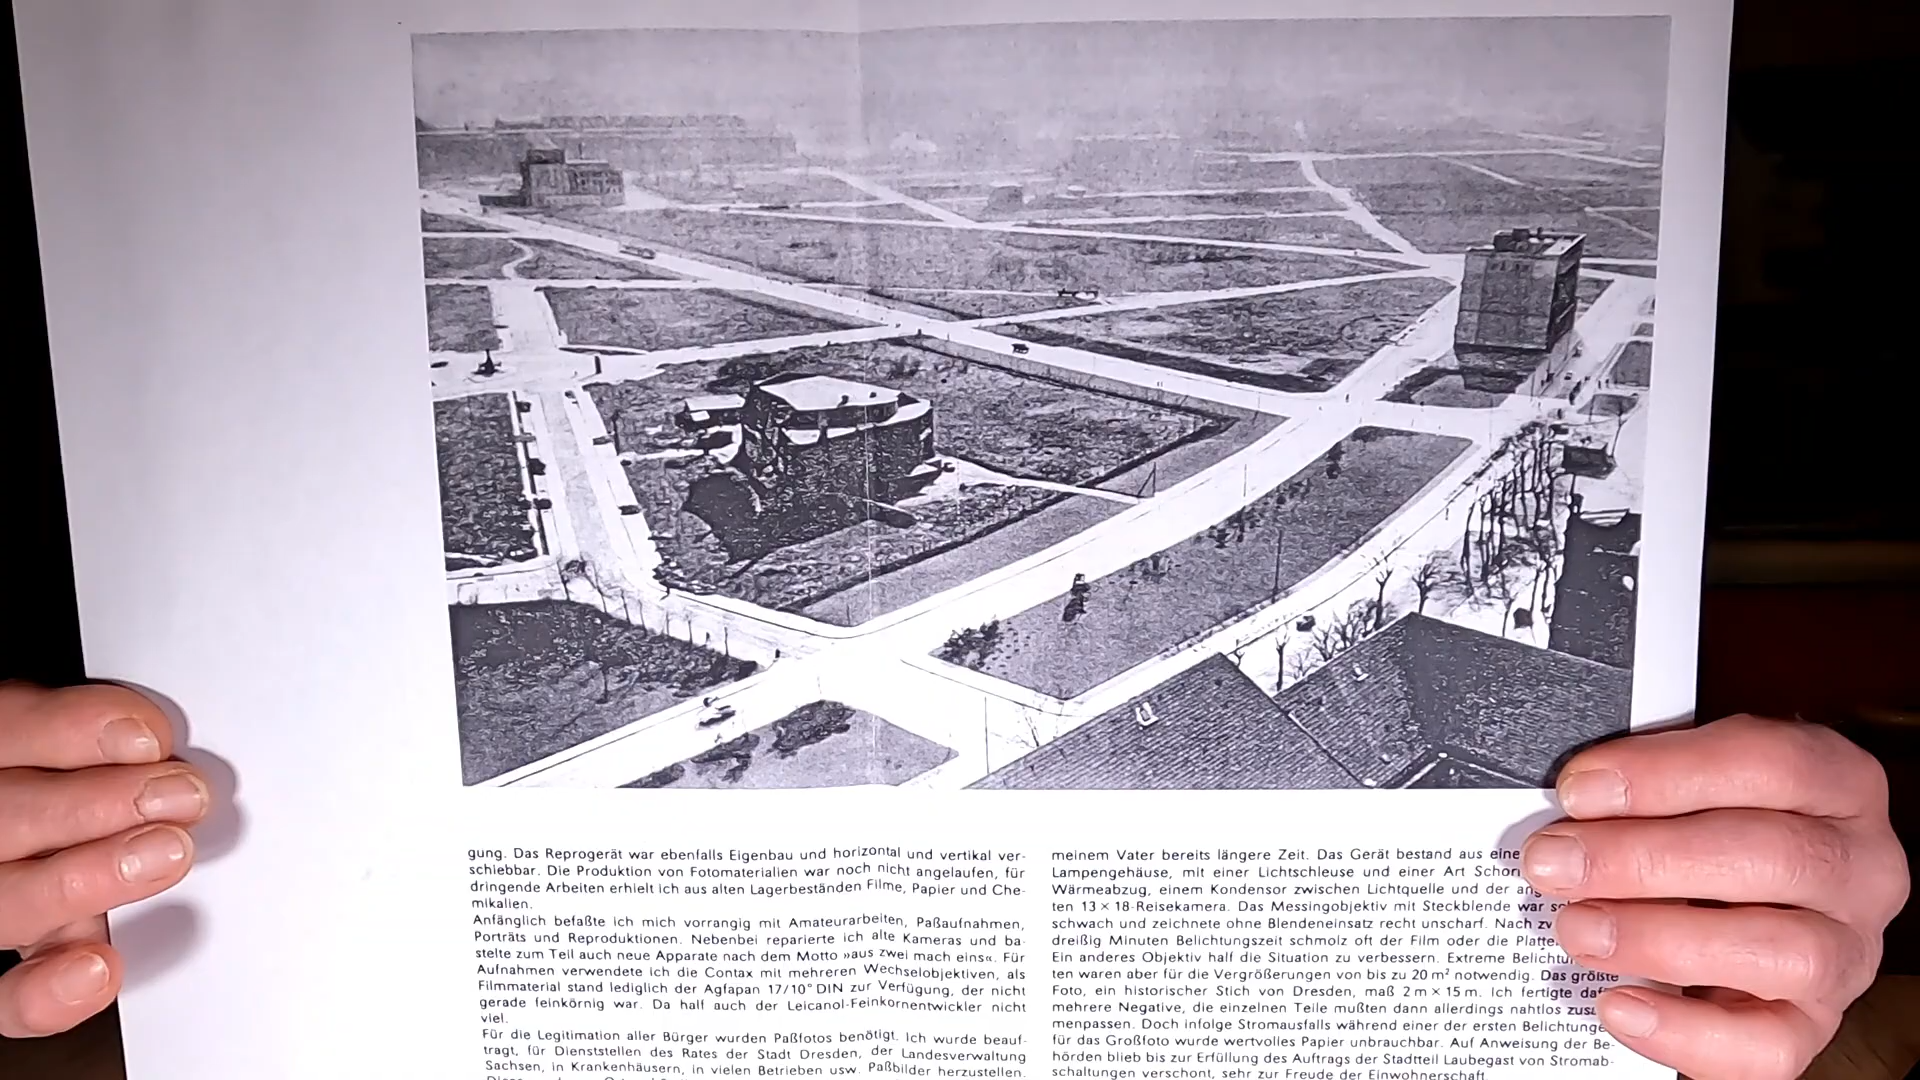 gung. Das Reprogerät war ebenfalls Eigenbau und horizontal und vertikal ver-
schiebbar. Die Produktion von Fotomaterialien war noch nicht angelaufen, für
dringende Arbeiten erhielt ich aus alten Lagerbeständen Filme, Papier und Che-
mikalien.
Anfänglich befaßte ich mich vorrangig mit Amateurarbeiten, Paßaufnahmen,
Porträts und Reproduktionen. Nebenbei reparierte ich alte Kameras und ba-
stelte zum Teil auch neue Apparate nach dem Motto »aus zwei mach eins«. Für
Aufnahmen verwendete ich die Contax mit mehreren Wechselobjektiven, als
Filmmaterial stand lediglich der Agfapan 17/10° DIN zur Verfügung, der nicht
gerade feinkörnig war. Da half auch der Leicanol-Feinkornentwickler nicht
viel.
Für die Legitimation aller Bürger wurden Paßfotos benötigt. Ich wurde beauf-
tragt, für Dienststellen des Rates der Stadt Dresden, der Landesverwaltung
Sachsen, in Krankenhäusern, in vielen Betrieben usw. Paßbilder herzustellen.
meinem Vater bereits längere Zeit. Das Gerät bestand aus eine
Lampengehäuse, mit einer Lichtschleuse und einer Art Schorn
Wärmeabzug, einem Kondensor zwischen Lichtquelle und der an
ten 13 × 18-Reisekamera. Das Messingobjektiv mit Steckblende war
schwach und zeichnete ohne Blendeneinsatz recht unscharf. Nach
dreißig Minuten Belichtungszeit schmolz oft der Film oder die Platte.
Ein anderes Objektiv half die Situation zu verbessern. Extreme
ten waren aber für die Vergrößerungen von bis zu 20 m² notwendig. Das größte
Foto, ein historischer Stich von Dresden, maß 2 m × 15 m. Ich fertigte
mehrere Negative, die einzelnen Teile mußten dann allerdings nahtlos
menpassen. Doch infolge Stromausfalls während einer der ersten Belichtunge
für das Großfoto wurde wertvolles Papier unbrauchbar. Auf Anweisung der Be-
hörden blieb bis zur Erfüllung des Auftrags der Stadtteil Laubegast von Stromab-
schaltungen verschont, sehr zur Freude der Einwohnerschaft.